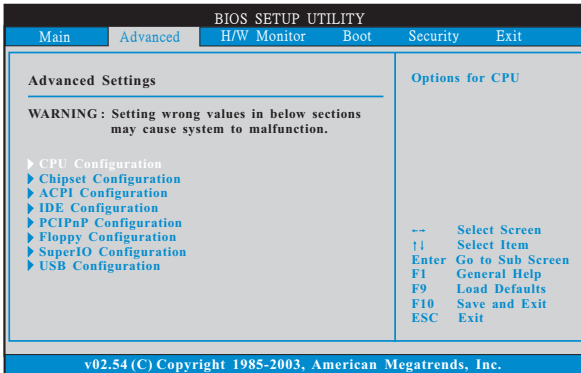 BIOS SETUP UTILITY
Main Advanced H/W Monitor Boot Security Exit
Advanced Settings
WARNING : Setting wrong values in below sections
may cause system to malfunction.
CPU Configuration
Chipset Configuration
ACPI Configuration
IDE Configuration
PCIPnP Configuration
Floppy Configuration
SuperIO Configuration
USB Configuration
Options for CPU
←→ Select Screen
↑↓ Select Item
Enter Go to Sub Screen
F1 General Help
F9 Load Defaults
F10 Save and Exit
ESC Exit
v02.54 (C) Copyright 1985-2003, American Megatrends, Inc.